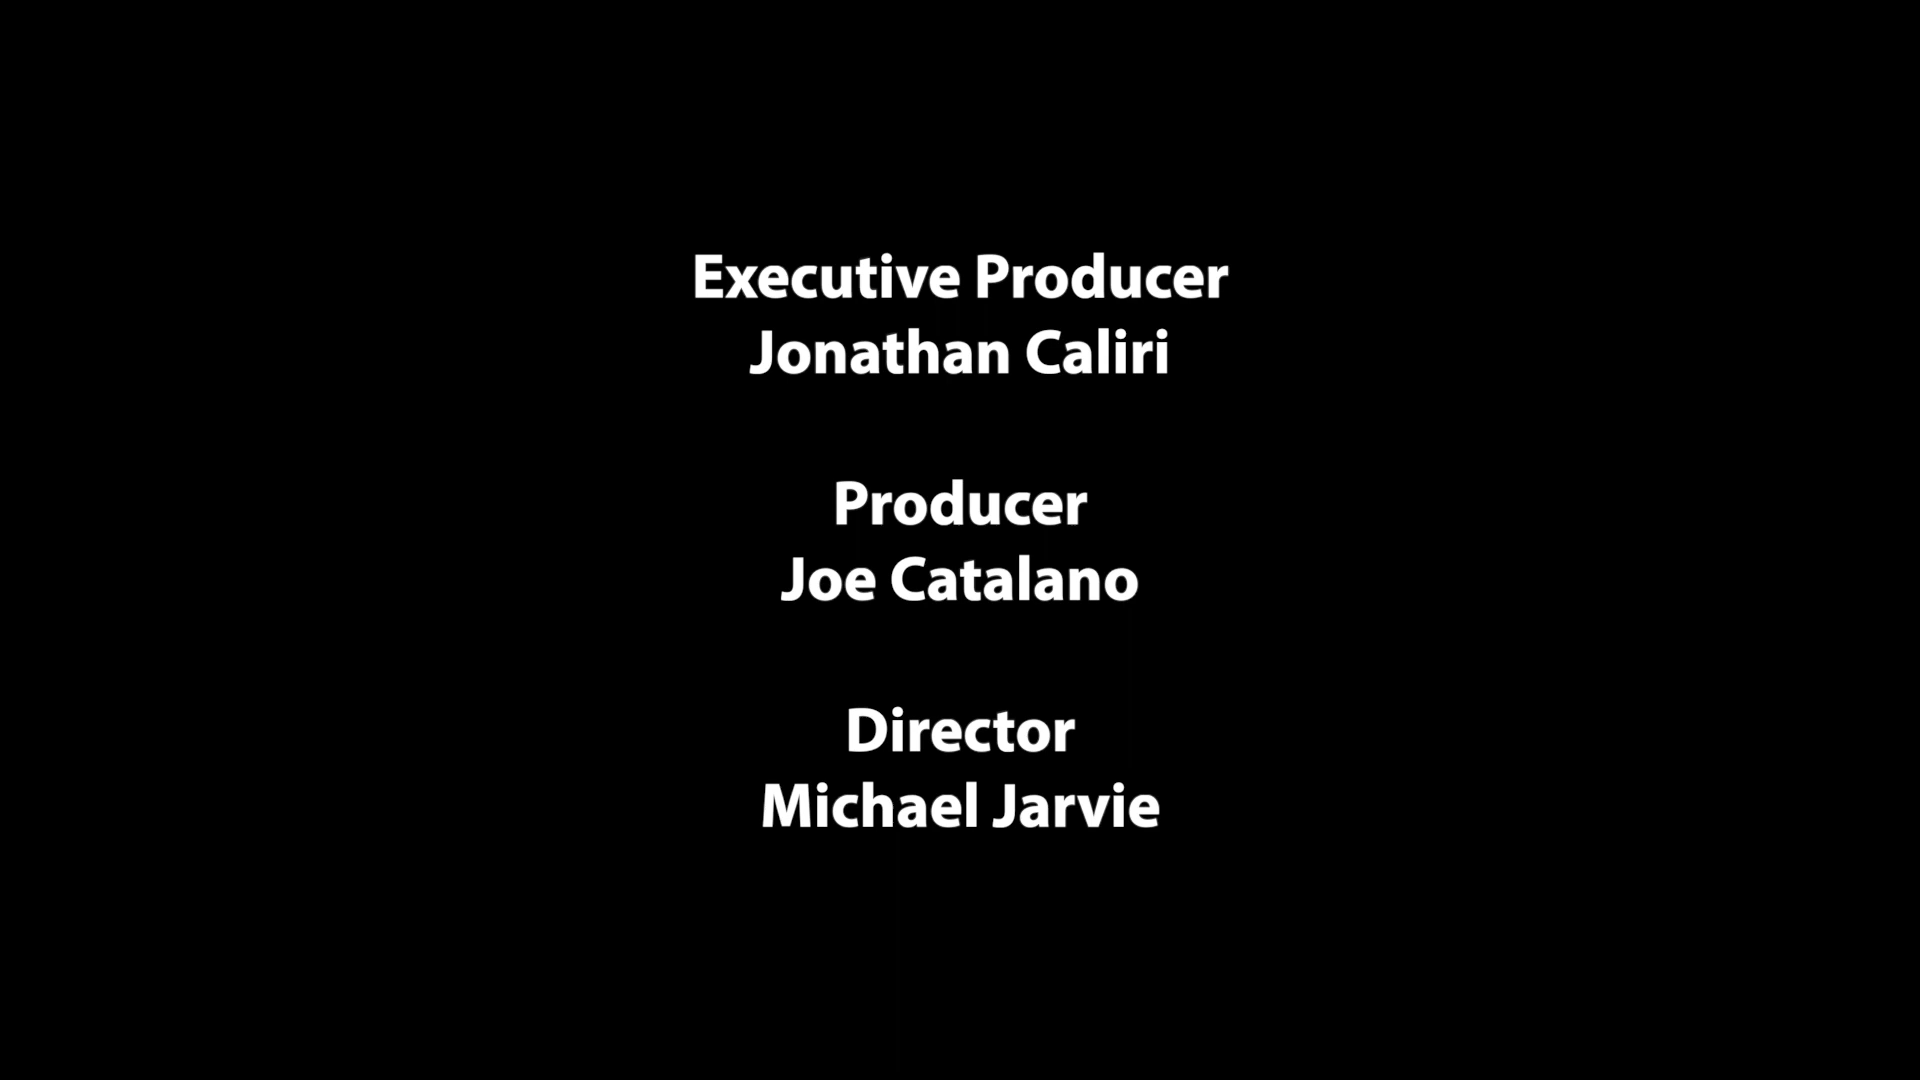 Executive Producer
Jonathan Caliri
Producer
Joe Catalano
Director
Michael Jarvie